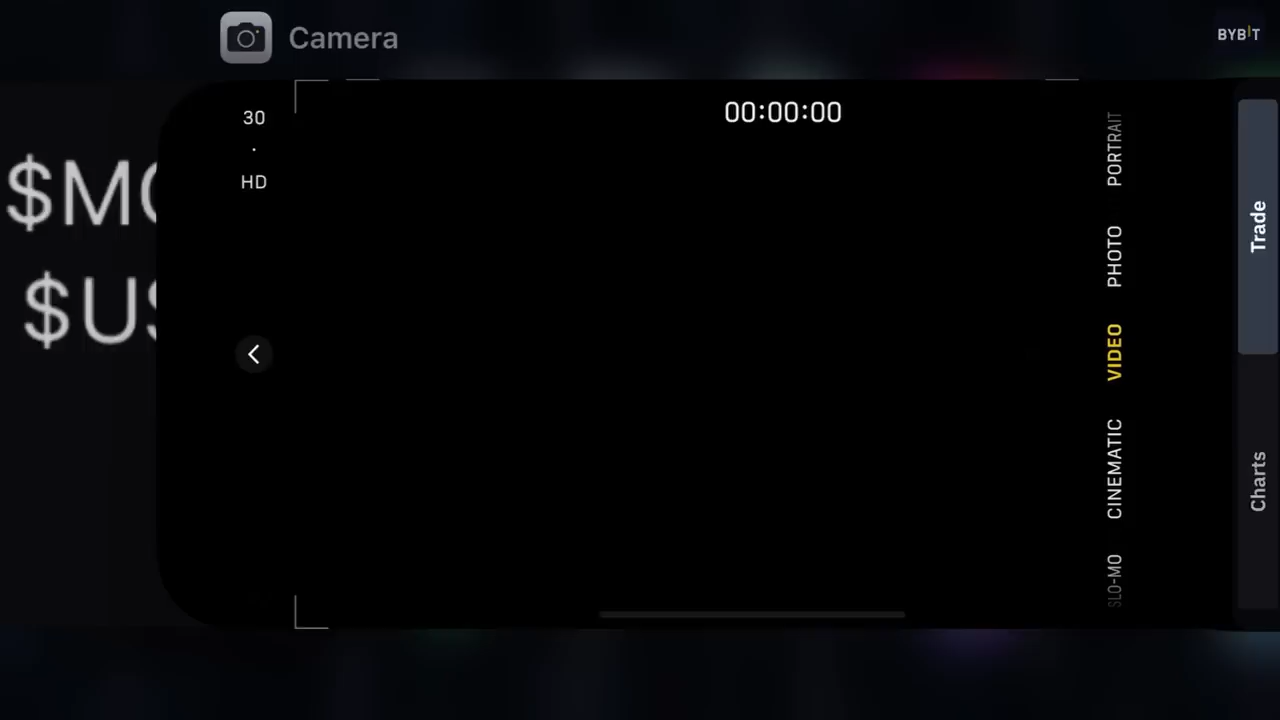 Camera
BYBIT
30
HD
00:00:00
PORTRAIT
PHOTO
VIDEO
CINEMATIC
SLO-MO
Trade
Charts